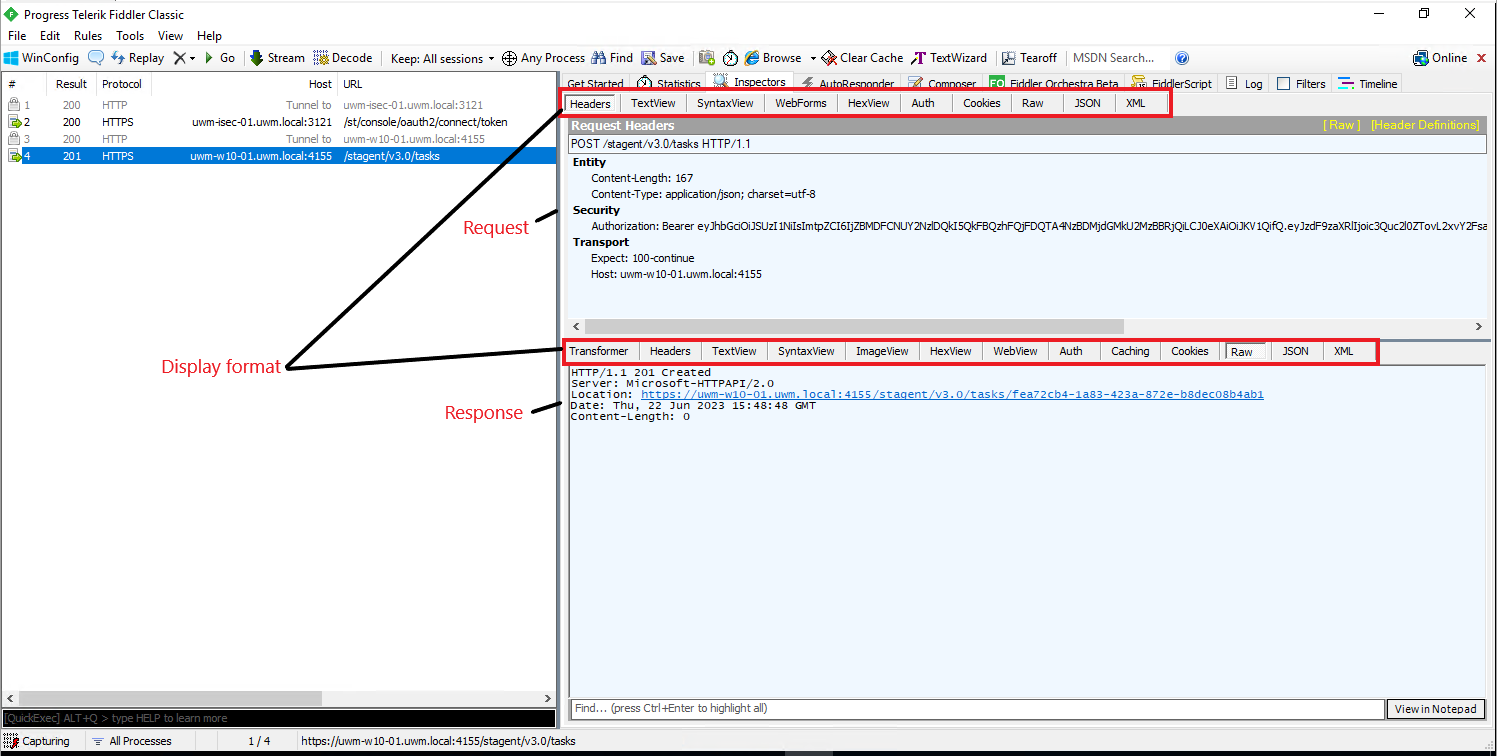 Progress Telerik Fiddler Classic
File Edit Rules Tools View Help
WinConfig Replay Go Stream Decode Keep: All sessions Any Process Find Save Browse Clear Cache TextWizard Tearoff MSDN Search... Online
# Result Protocol Host URL
1 200 HTTP Tunnel to uwm-isec-01.uwm.local:3121
2 200 HTTPS uwm-isec-01.uwm.local:3121 /st/console/oauth2/connect/token
3 200 HTTP Tunnel to uwm-w10-01.uwm.local:4155
4 201 HTTPS uwm-w10-01.uwm.local:4155 /stagent/v3.0/tasks
Request
Display format
Response
[QuickExec] ALT+Q > type HELP to learn more
Get Started Statistics Inspectors AutoResponder Composer FO Fiddler Orchestra Beta FiddlerScript Log Filters Timeline
Headers TextView SyntaxView WebForms HexView Auth Cookies Raw JSON XML
Request Headers [ Raw ] [Header Definitions]
POST /stagent/v3.0/tasks HTTP/1.1
Entity
Content-Length: 167
Content-Type: application/json; charset=utf-8
Security
Authorization: Bearer
Transport
Expect: 100-continue
Host: uwm-w10-01.uwm.local:4155
Transformer Headers TextView SyntaxView ImageView HexView WebView Auth Caching Cookies Raw JSON XML
HTTP/1.1 201 Created
Server: Microsoft-HTTPAPI/2.0
Location: https://uwm-w10-01.uwm.local:4155/stagent/v3.0/tasks/fea72cb4-1a83-423a-872e-b8dec08b4ab1
Date: Thu, 22 Jun 2023 15:48:48 GMT
Content-Length: 0
Find... (press Ctrl+Enter to highlight all) View in Notepad
Capturing All Processes 1 / 4 https://uwm-w10-01.uwm.local:4155/stagent/v3.0/tasks